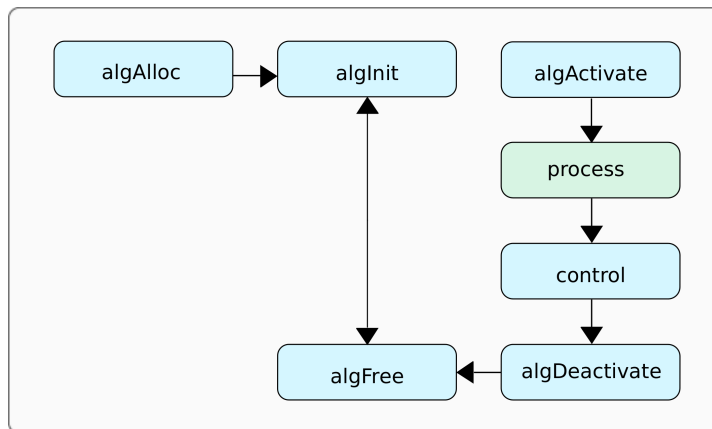 algAlloc
algInit
algActivate
process
control
algFree
algDeactivate